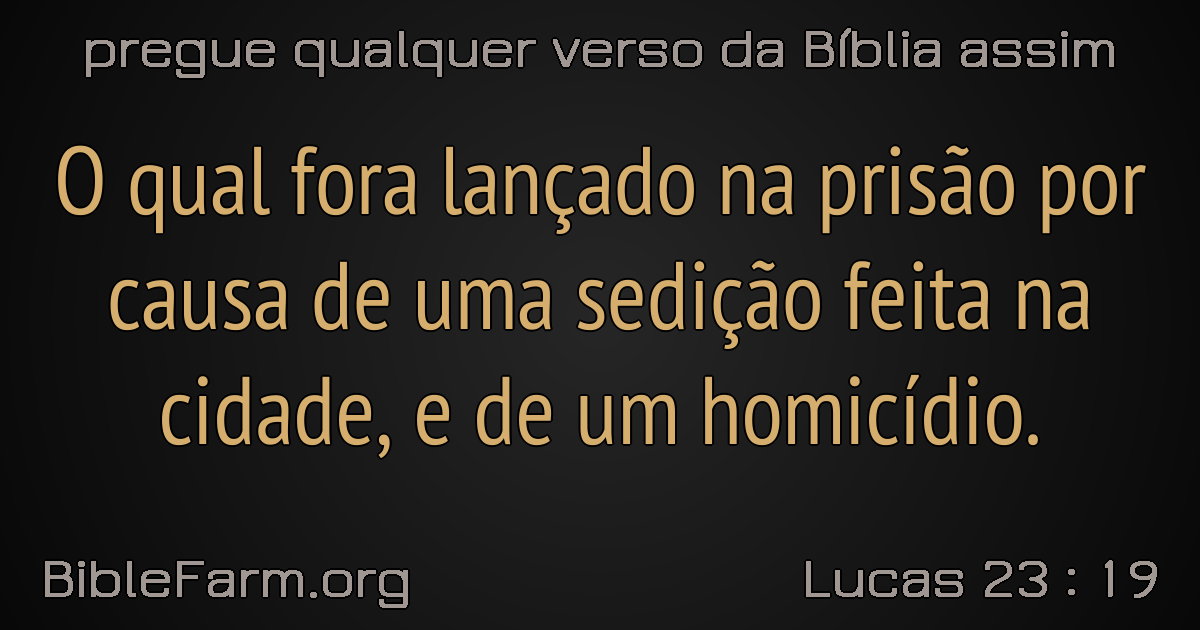 pregue qualquer verso da Bíblia assim
O qual fora lançado na prisão por
causa de uma sedição feita na
cidade, e de um homicídio.
BibleFarm.org
Lucas 23 : 19